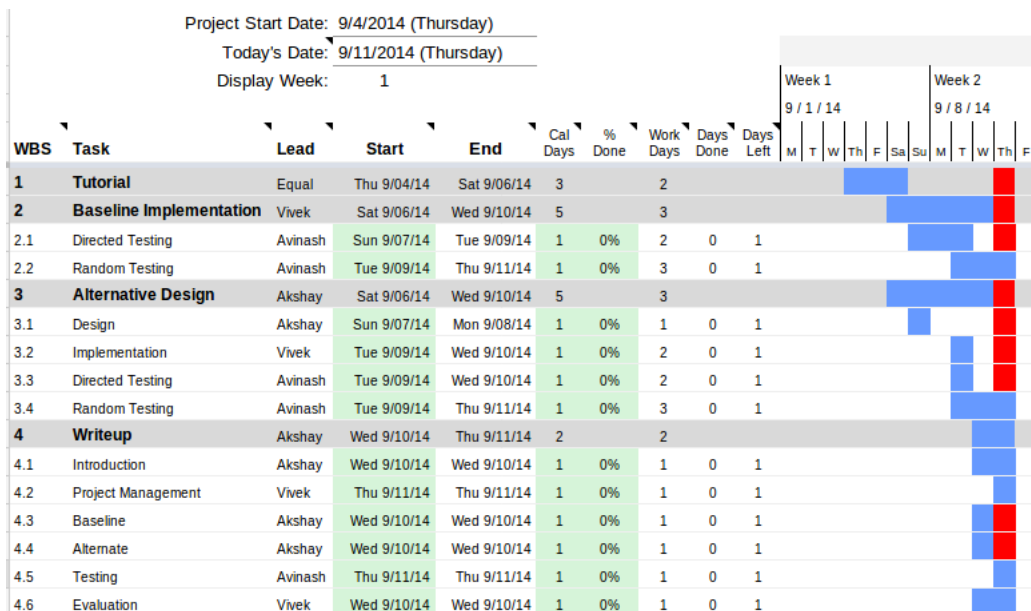 Project Start Date: 9/4/2014 (Thursday)
Today's Date: 9/11/2014 (Thursday)
Display Week: 1
Week 1 Week 2
9 / 1 / 14 9 / 8 / 14
WBS Task Lead Start End Cal Days % Done Work Days Days Done Days Left M T W Th F Sa Su M T W Th F
1 Tutorial Equal Thu 9/04/14 Sat 9/06/14 3 2
2 Baseline Implementation Vivek Sat 9/06/14 Wed 9/10/14 5 3
2.1 Directed Testing Avinash Sun 9/07/14 Tue 9/09/14 1 0% 2 0 1
2.2 Random Testing Avinash Tue 9/09/14 Thu 9/11/14 1 0% 3 0 1
3 Alternative Design Akshay Sat 9/06/14 Wed 9/10/14 5 3
3.1 Design Akshay Sun 9/07/14 Mon 9/08/14 1 0% 1 0 1
3.2 Implementation Vivek Tue 9/09/14 Wed 9/10/14 1 0% 2 0 1
3.3 Directed Testing Avinash Tue 9/09/14 Wed 9/10/14 1 0% 2 0 1
3.4 Random Testing Avinash Tue 9/09/14 Thu 9/11/14 1 0% 3 0 1
4 Writeup Akshay Wed 9/10/14 Thu 9/11/14 2 2
4.1 Introduction Akshay Wed 9/10/14 Wed 9/10/14 1 0% 1 0 1
4.2 Project Management Vivek Thu 9/11/14 Thu 9/11/14 1 0% 1 0 1
4.3 Baseline Akshay Wed 9/10/14 Wed 9/10/14 1 0% 1 0 1
4.4 Alternate Akshay Wed 9/10/14 Wed 9/10/14 1 0% 1 0 1
4.5 Testing Avinash Thu 9/11/14 Thu 9/11/14 1 0% 1 0 1
4.6 Evaluation Vivek Wed 9/10/14 Wed 9/10/14 1 0% 1 0 1